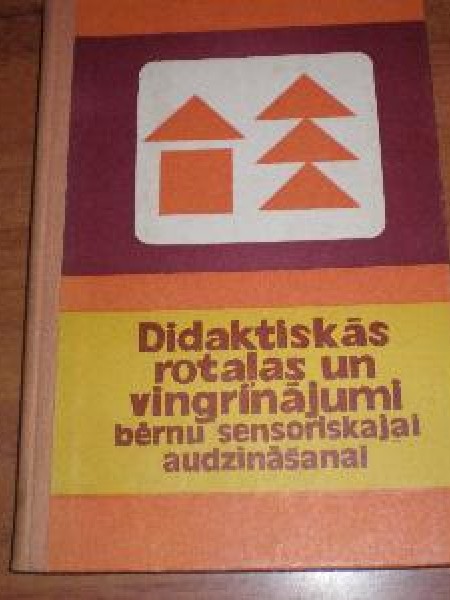 Didaktiskās
rotaļas un
vingrinājumi
bērnu sensoriskajai
audzināšanai